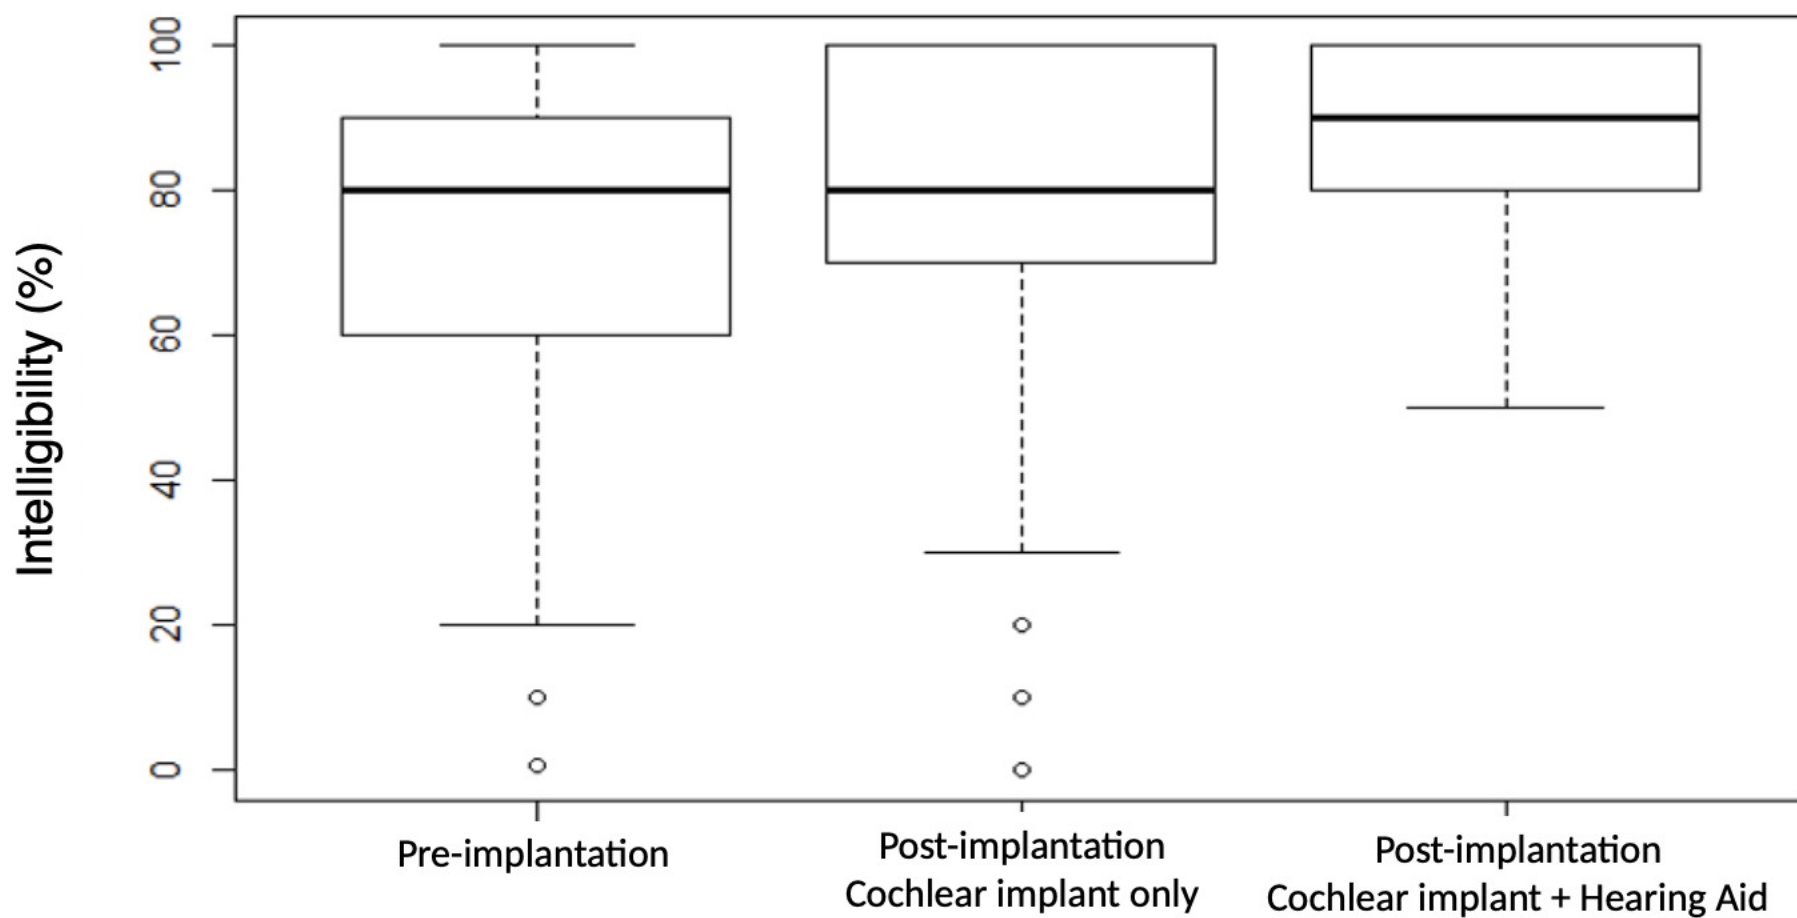 Intelligibility (%)
100
80
60
40
20
0
Pre-implantation
Post-implantation
Cochlear implant only
Post-implantation
Cochlear implant + Hearing Aid